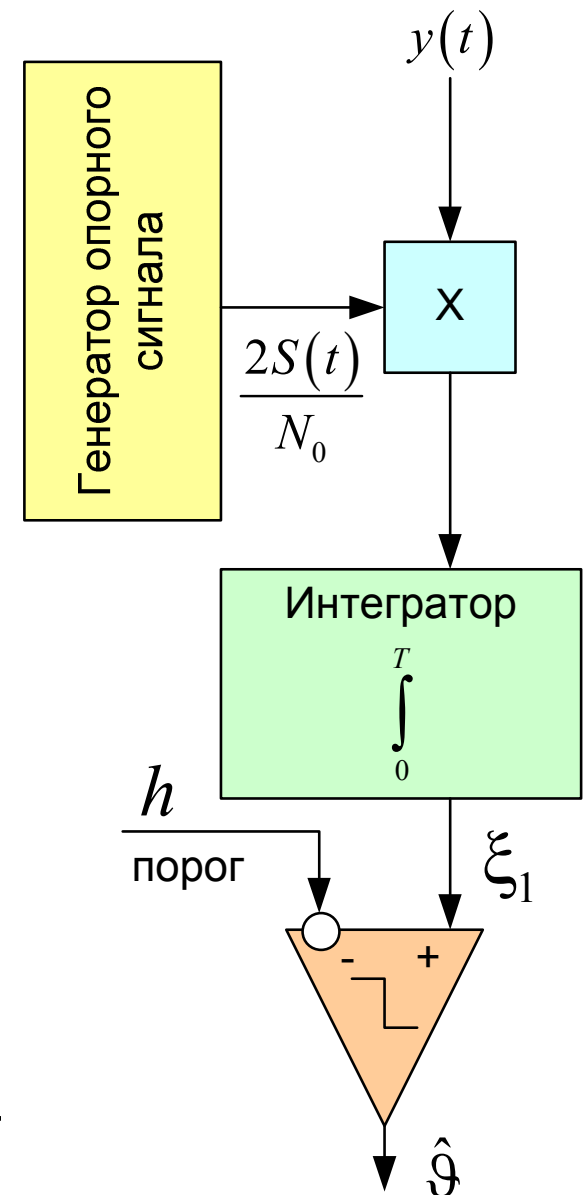 y(t)
Генератор опорного
сигнала
X
2S(t)
N₀
Интегратор
T
∫
0
h
порог
ξ₁
- +
ϑ̂